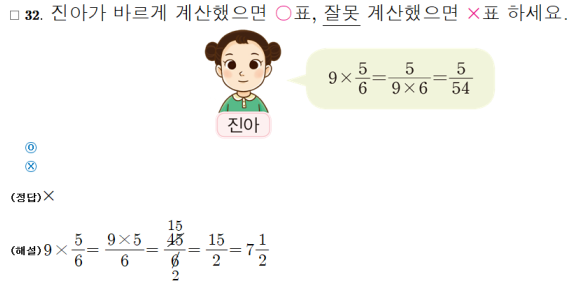 □ 32. 진아가 바르게 계산했으면 ○표, 잘못 계산했으면 ×표 하세요.
9×5/6=5/9×6=5/54
진아
ⓞ
ⓧ
(정답)×
(해설)9×5/6=9×5/6=45/6 15 2=15/2=7 1/2